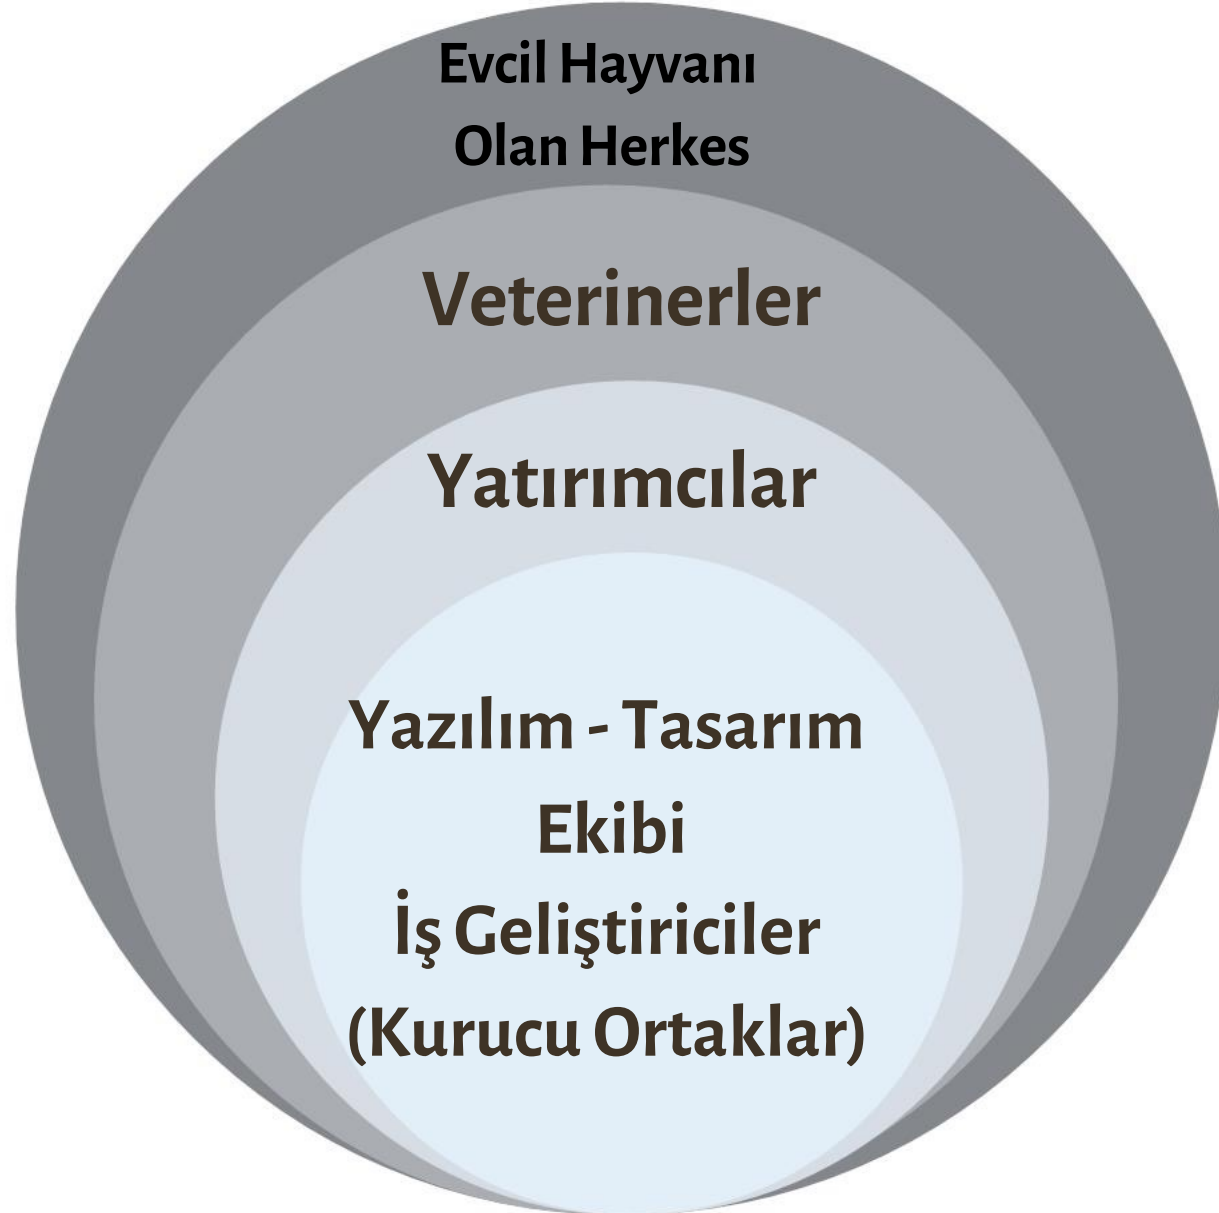 Evcil Hayvanı
Olan Herkes
Veterinerler
Yatırımcılar
Yazılım - Tasarım
Ekibi
İş Geliştiriciler
(Kurucu Ortaklar)